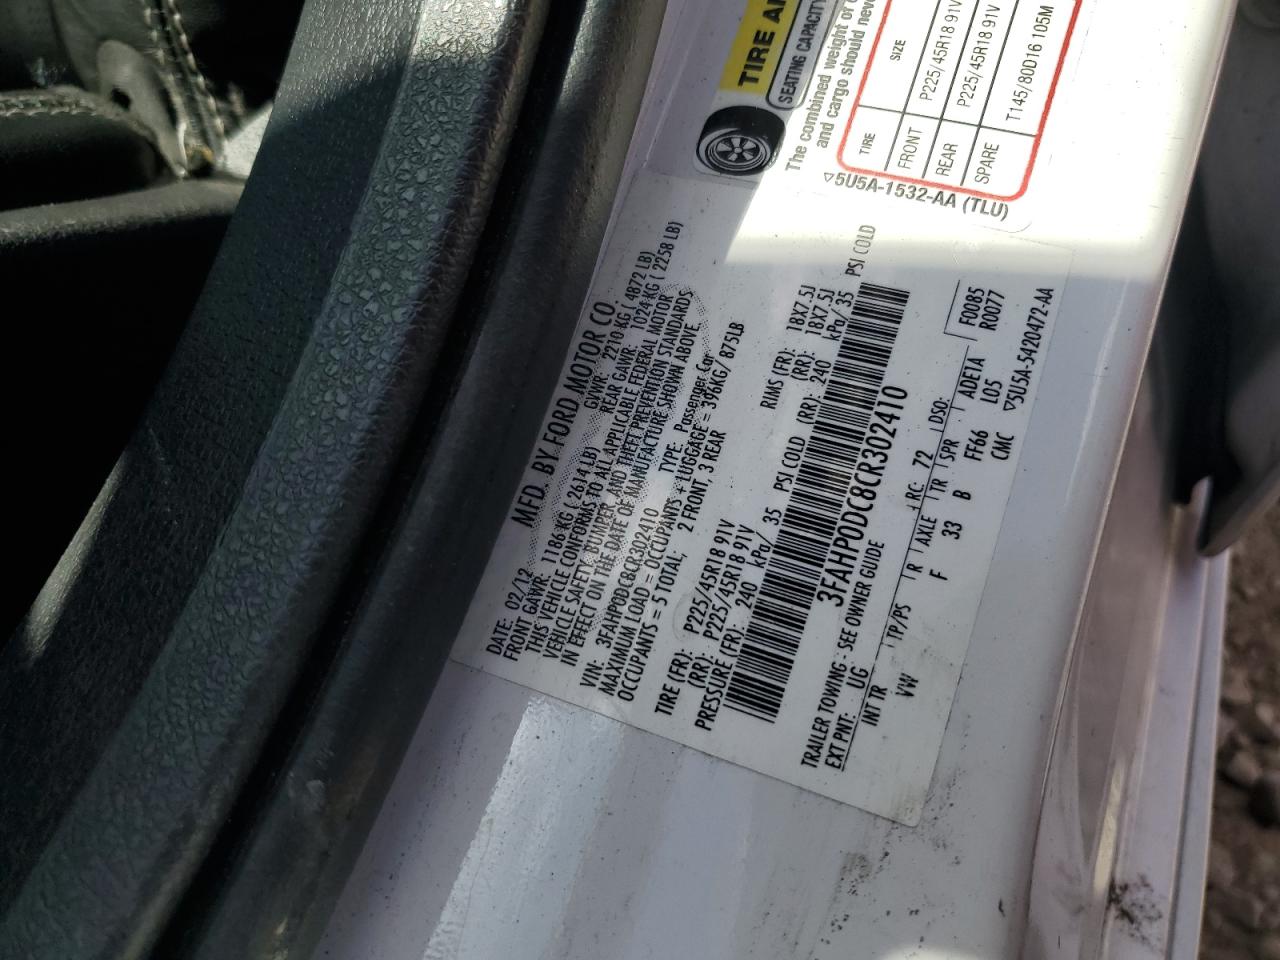 MFD. BY FORD MOTOR CO.
DATE: 02/12 GVWR: 2210 KG ( 4872 LB)
FRONT GAWR: 1186 KG ( 2614 LB) REAR GAWR: 1024 KG ( 2258 LB)
THIS VEHICLE CONFORMS TO ALL APPLICABLE FEDERAL MOTOR
VEHICLE SAFETY, BUMPER, AND THEFT PREVENTION STANDARDS
IN EFFECT ON THE DATE OF MANUFACTURE SHOWN ABOVE
VIN: 3FAHP0DC8CR302410 TYPE: Passenger Car
MAXIMUM LOAD = OCCUPANTS + LUGGAGE = 396KG/ 875LB
OCCUPANTS = 5 TOTAL; 2 FRONT, 3 REAR
TIRE (FR): P225/45R18 91V RIMS (FR): 18X7.5J
(RR): P225/45R18 91V (RR): 18X7.5J
PRESSURE (FR): 240 kPa/ 35 PSI COLD (RR): 240 kPa/ 35 PSI COLD
3FAHP0DC8CR302410
TRAILER TOWING - SEE OWNER GUIDE
EXT PNT: UG RC: 72 DSO: F0085
R0077
INT TR TP/PS R AXLE TR SPR ADE1A
VW F 33 B FF66 L05
CMC
▽5U5A-5420472-AA
TIRE A
SEATING CAPACITY
The combined weight of
and cargo should neve
TIRE SIZE
FRONT P225/45R18 91V
REAR P225/45R18 91V
SPARE T145/80D16 105M
▽5U5A-1532-AA (TLU)